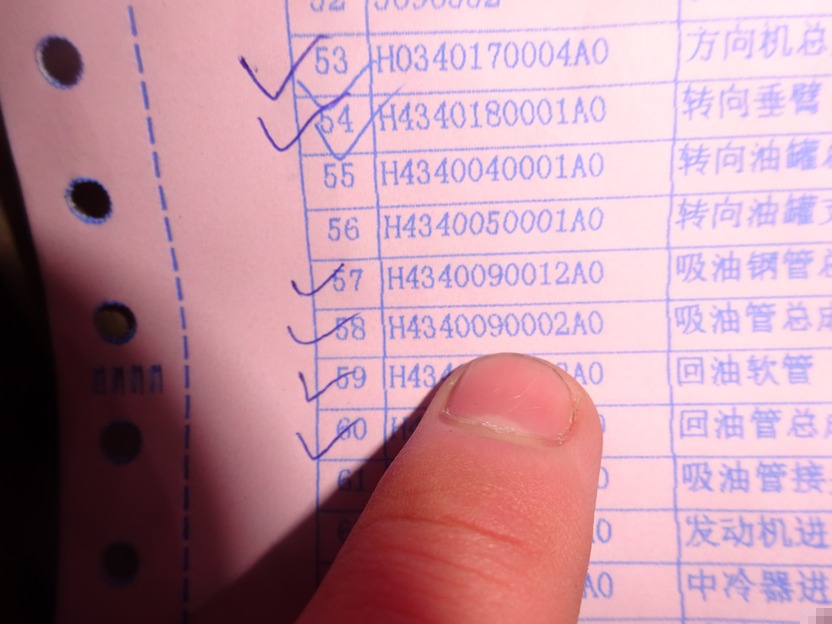 53 H0340170004A0 方向机总
54 H4340180001A0 转向垂臂
55 H4340040001A0 转向油罐
56 H4340050001A0 转向油罐支
57 H4340090012A0 吸油钢管总
58 H4340090002A0 吸油管总成
59 回油软管
60 回油管总成
61 吸油管接
发动机进
中冷器进